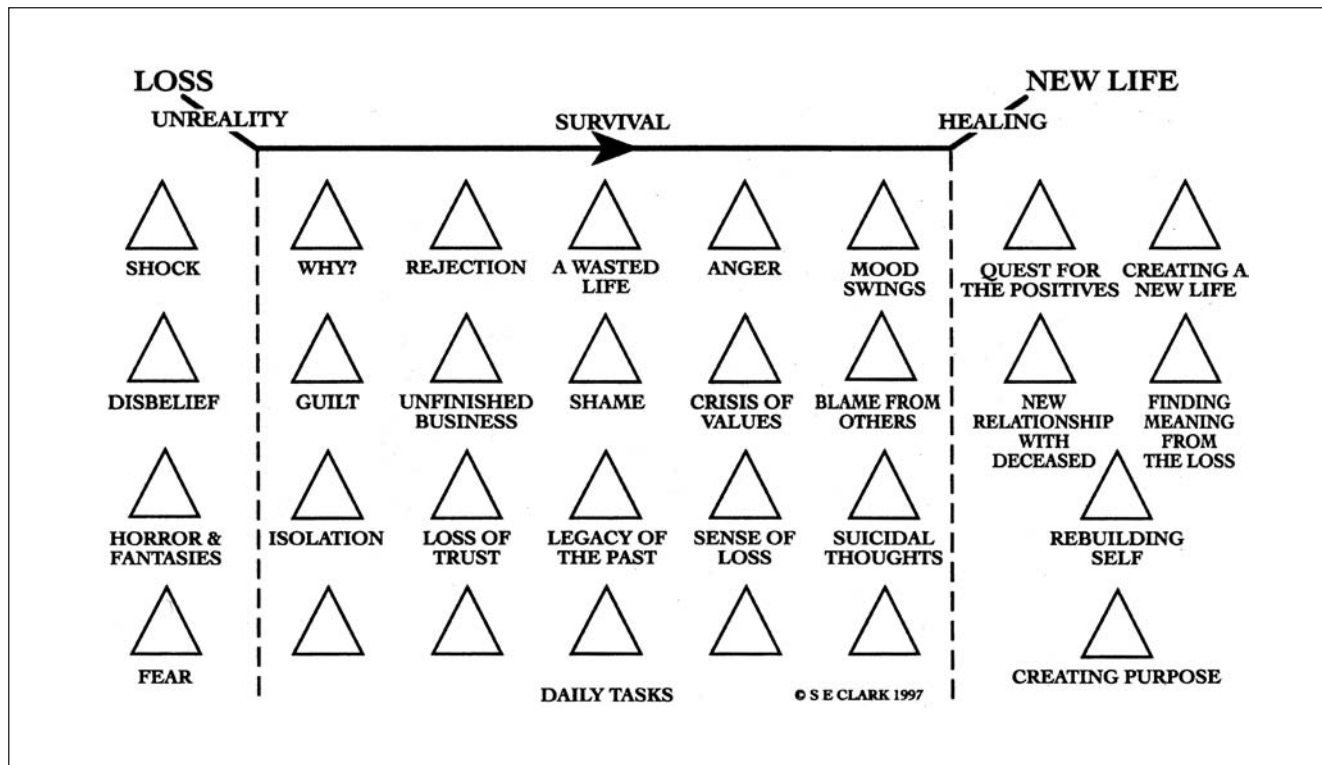 LOSS
NEW LIFE
UNREALITY
SURVIVAL
HEALING
SHOCK
WHY?
REJECTION
A WASTED
LIFE
ANGER
MOOD
SWINGS
QUEST FOR
THE POSITIVES
CREATING A
NEW LIFE
DISBELIEF
GUILT
UNFINISHED
BUSINESS
SHAME
CRISIS OF
VALUES
BLAME FROM
OTHERS
NEW
RELATIONSHIP
WITH
DECEASED
FINDING
MEANING
FROM
THE LOSS
HORROR &
FANTASIES
ISOLATION
LOSS OF
TRUST
LEGACY OF
THE PAST
SENSE OF
LOSS
SUICIDAL
THOUGHTS
REBUILDING
SELF
FEAR
DAILY TASKS
CREATING PURPOSE
© S E CLARK 1997